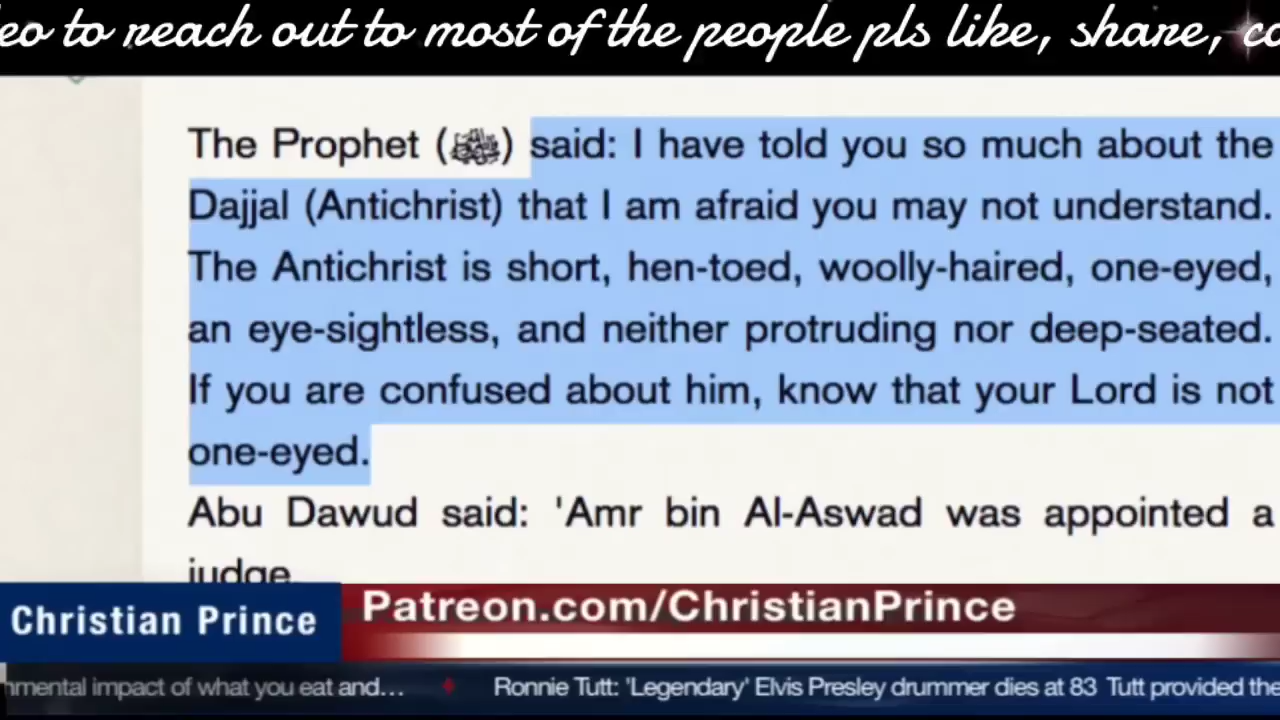 to reach out to most of the people pls like, share,
The Prophet (ﷺ) said: I have told you so much about the
Dajjal (Antichrist) that I am afraid you may not understand.
The Antichrist is short, hen-toed, woolly-haired, one-eyed,
an eye-sightless, and neither protruding nor deep-seated.
If you are confused about him, know that your Lord is not
one-eyed.
Abu Dawud said: 'Amr bin Al-Aswad was appointed a
judge.
Christian Prince
Patreon.com/ChristianPrince
impact of what you eat and... Ronnie Tutt: 'Legendary' Elvis Presley drummer dies at 83 Tutt provided the